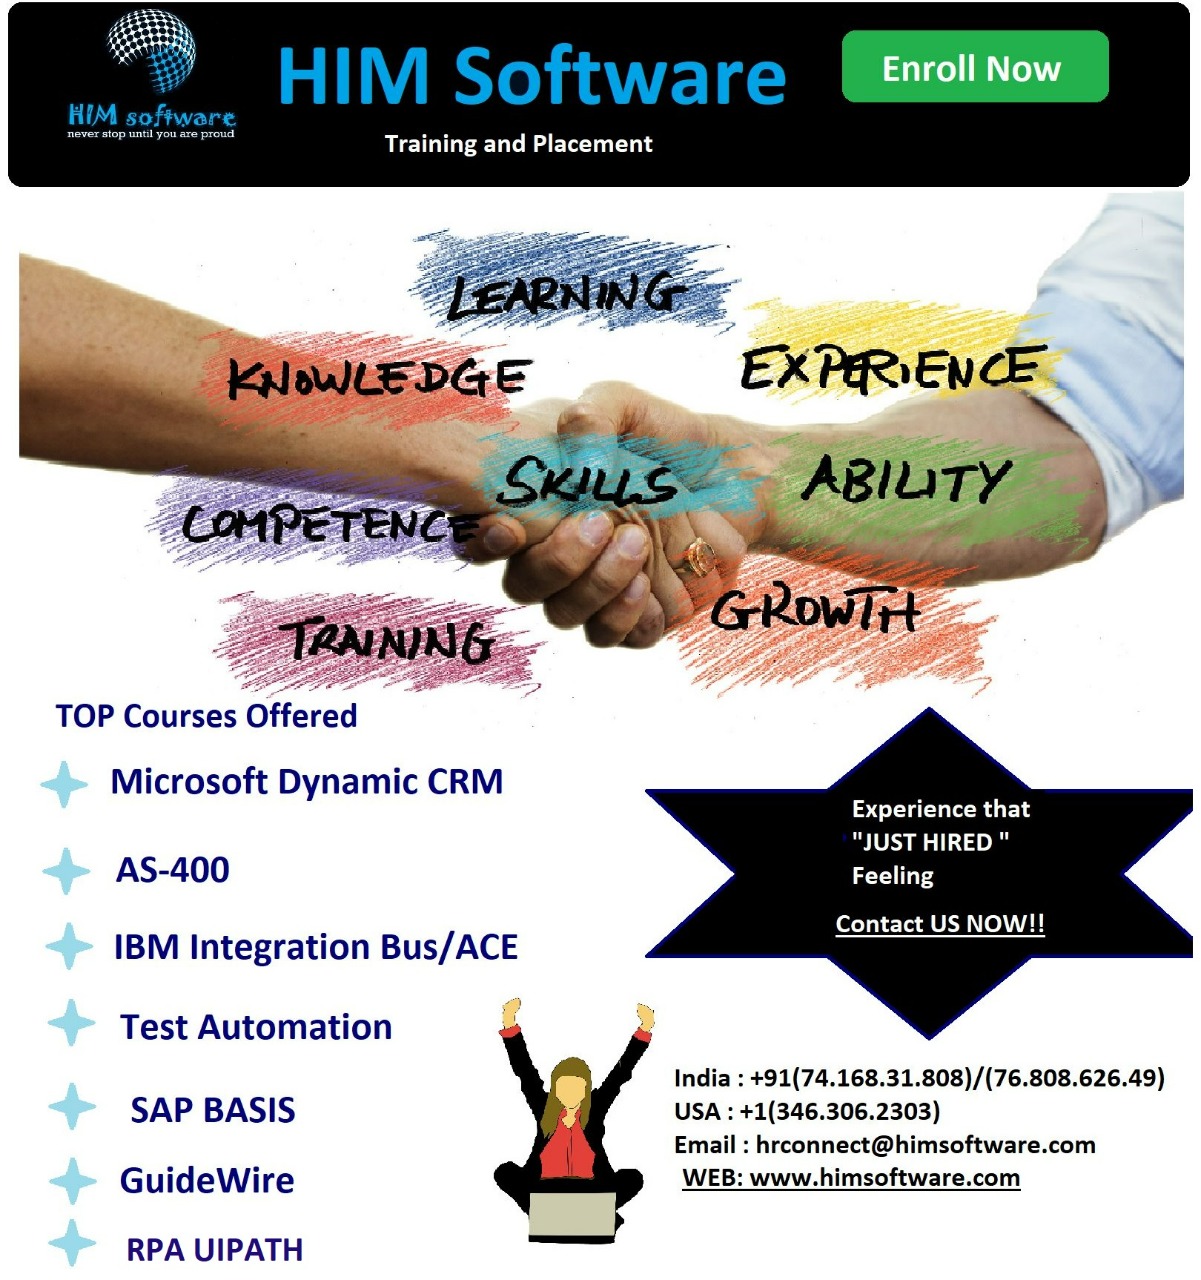 HIM software
never stop until you are proud
HIM Software
Training and Placement
Enroll Now
LEARNING
KNOWLEDGE
EXPERIENCE
SKILLS
ABILITY
COMPETENCE
GROWTH
TRAINING
TOP Courses Offered
Microsoft Dynamic CRM
AS-400
IBM Integration Bus/ACE
Test Automation
SAP BASIS
GuideWire
RPA UIPATH
Experience that
"JUST HIRED "
Feeling
Contact US NOW!!
India : +91(74.168.31.808)/(76.808.626.49)
USA : +1(346.306.2303)
Email : hrconnect@himsoftware.com
WEB: www.himsoftware.com